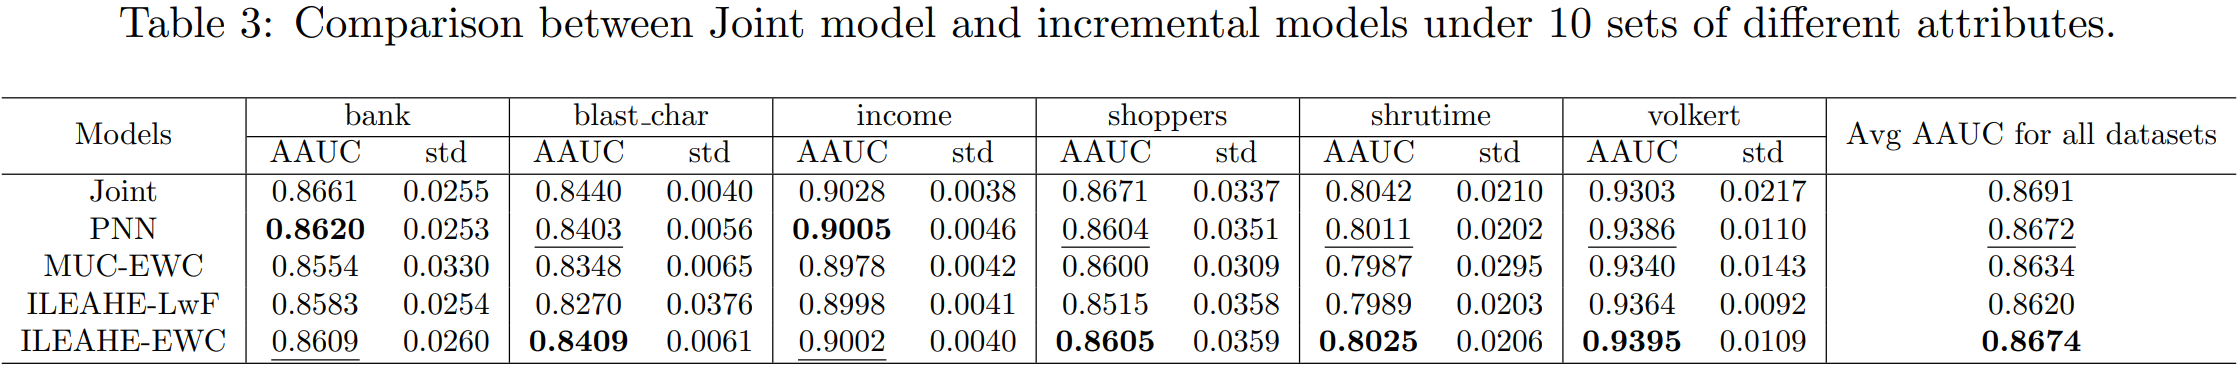 Table 3: Comparison between Joint model and incremental models under 10 sets of different attributes.
Models bank blast_char income shoppers shrutime volkert Avg AAUC for all datasets
AAUC std AAUC std AAUC std AAUC std AAUC std AAUC std
Joint 0.8661 0.0255 0.8440 0.0040 0.9028 0.0038 0.8671 0.0337 0.8042 0.0210 0.9303 0.0217 0.8691
PNN 0.8620 0.0253 0.8403 0.0056 0.9005 0.0046 0.8604 0.0351 0.8011 0.0202 0.9386 0.0110 0.8672
MUC-EWC 0.8554 0.0330 0.8348 0.0065 0.8978 0.0042 0.8600 0.0309 0.7987 0.0295 0.9340 0.0143 0.8634
ILEAHE-LwF 0.8583 0.0254 0.8270 0.0376 0.8998 0.0041 0.8515 0.0358 0.7989 0.0203 0.9364 0.0092 0.8620
ILEAHE-EWC 0.8609 0.0260 0.8409 0.0061 0.9002 0.0040 0.8605 0.0359 0.8025 0.0206 0.9395 0.0109 0.8674